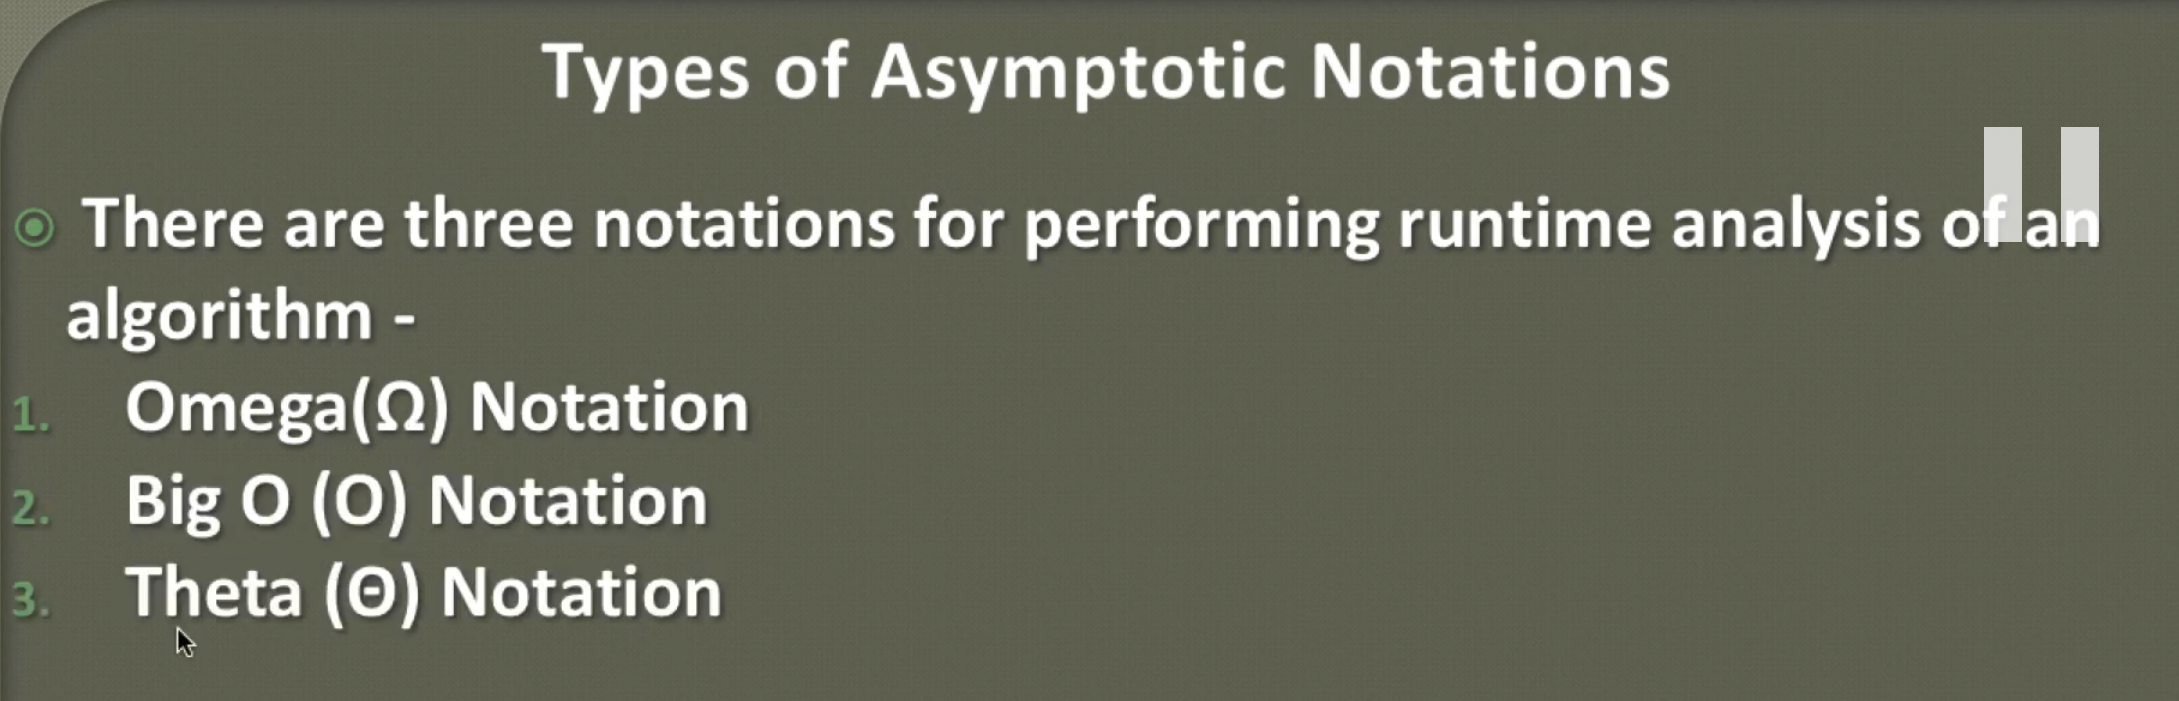 Types of Asymptotic Notations
There are three notations for performing runtime analysis of an
algorithm -
1. Omega(Ω) Notation
2. Big O (O) Notation
3. Theta (Θ) Notation